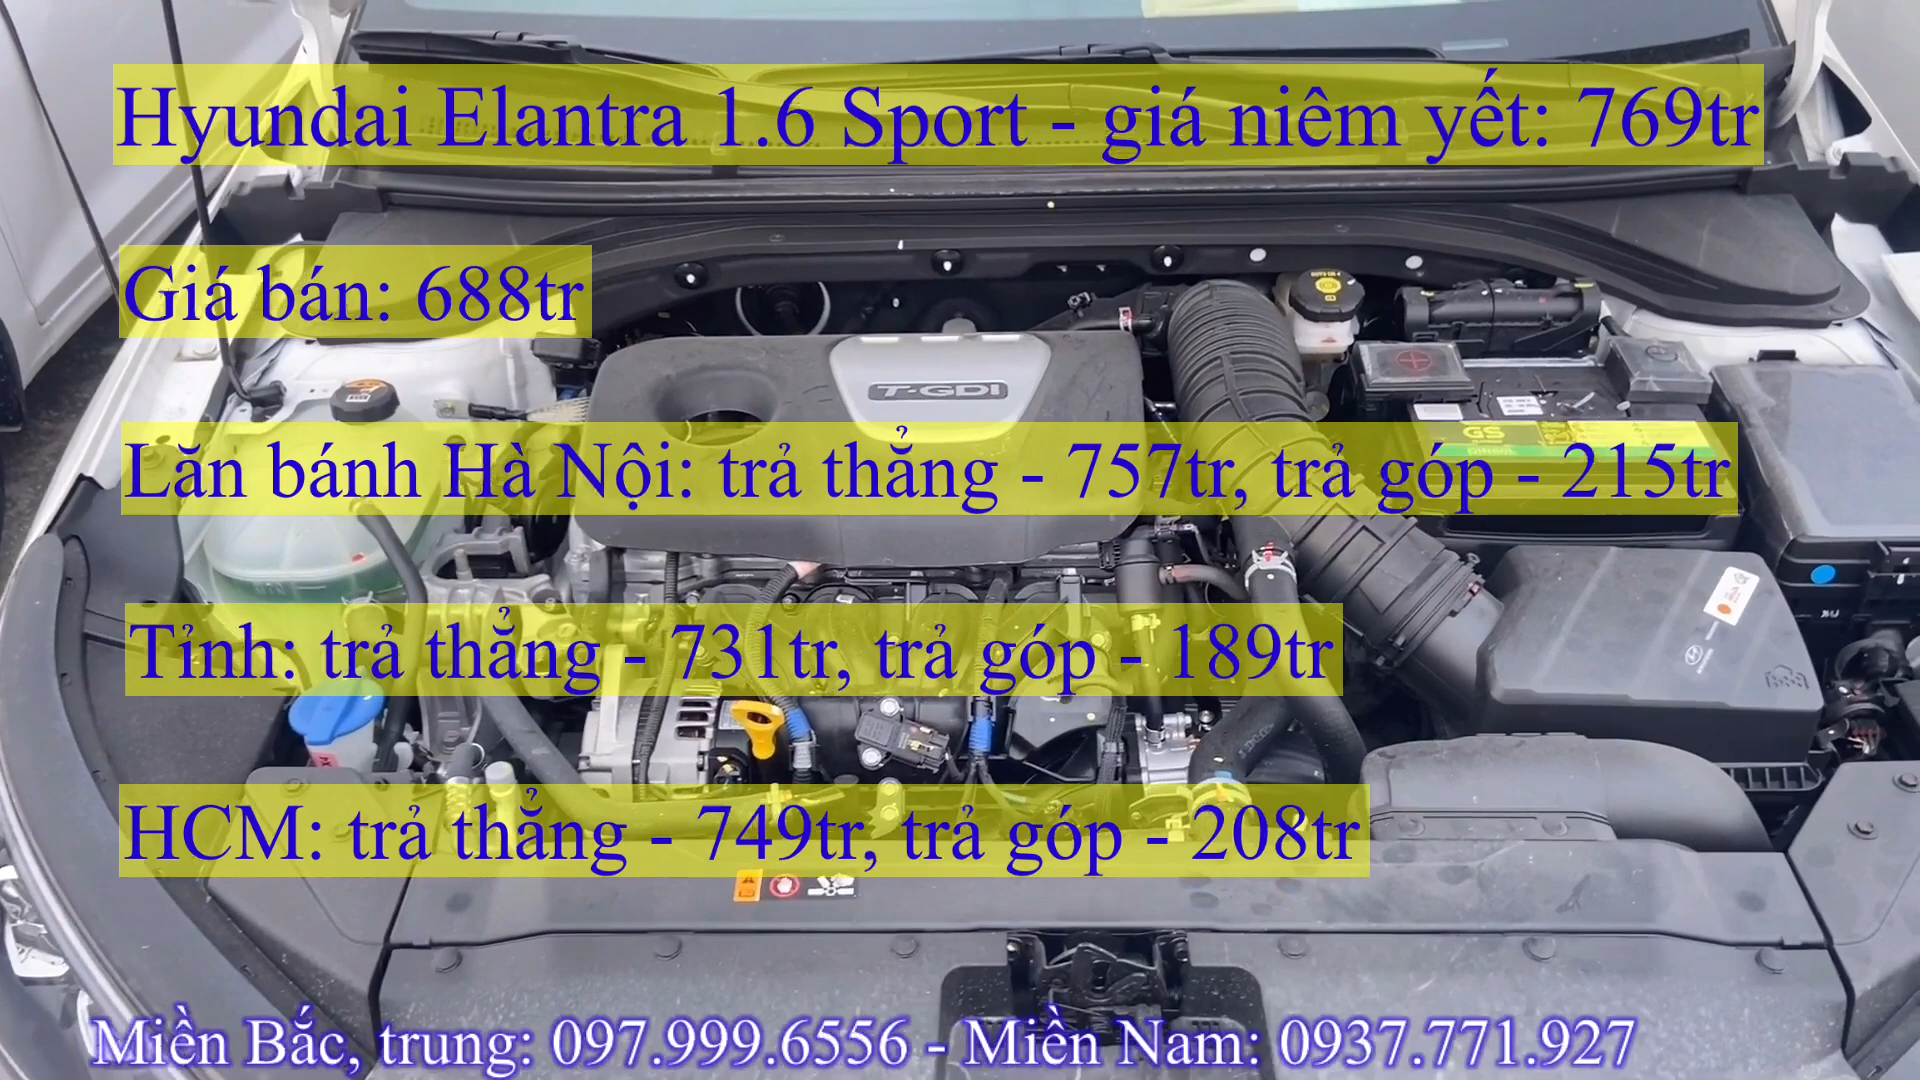 Hyundai Elantra 1.6 Sport - giá niêm yết: 769tr
Giá bán: 688tr
T-GDI
GS
Lăn bánh Hà Nội: trả thẳng - 757tr, trả góp - 215tr
Tỉnh: trả thẳng - 731tr, trả góp - 189tr
HCM: trả thẳng - 749tr, trả góp - 208tr
Miền Bắc, trung: 097.999.6556 - Miền Nam: 0937.771.927